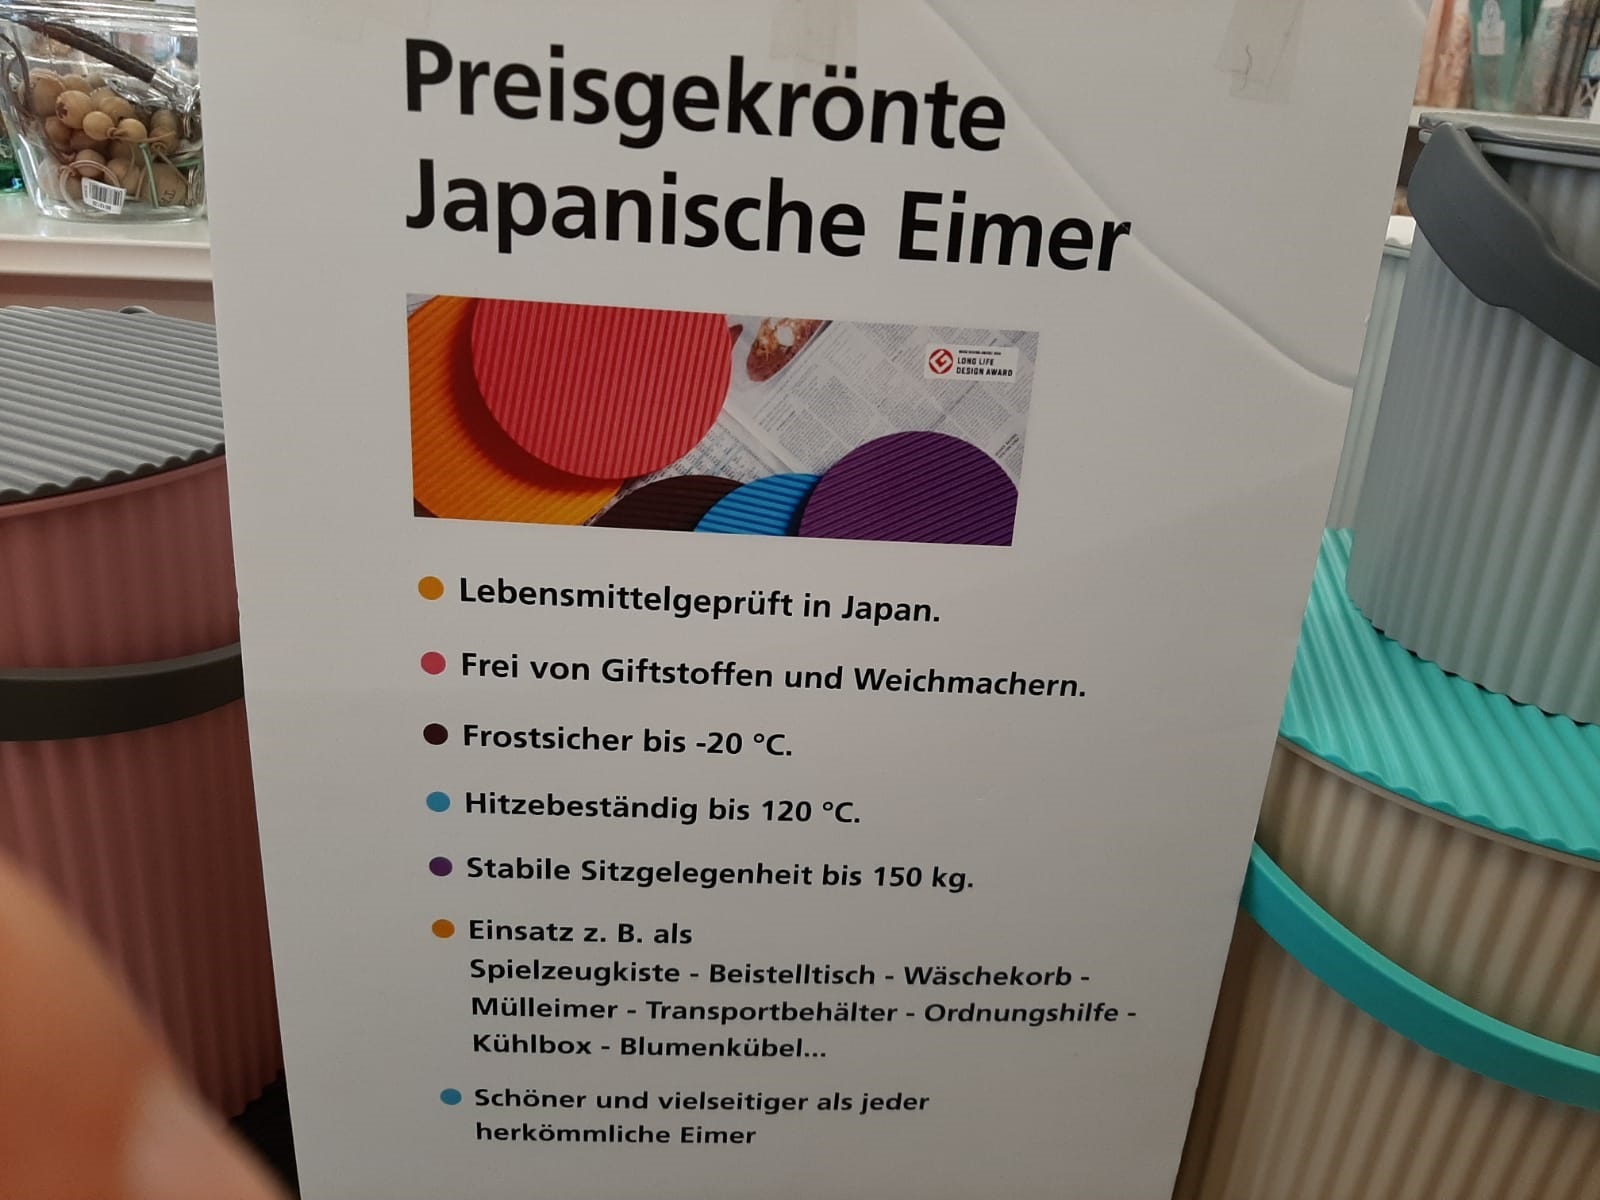 Preisgekrönte
Japanische Eimer
LONG LIFE
DESIGN AWARD
Lebensmittelgeprüft in Japan.
Frei von Giftstoffen und Weichmachern.
Frostsicher bis -20 °C.
Hitzebeständig bis 120 °C.
Stabile Sitzgelegenheit bis 150 kg.
Einsatz z. B. als
Spielzeugkiste - Beistelltisch - Wäschekorb -
Mülleimer - Transportbehälter - Ordnungshilfe -
Kühlbox - Blumenkübel...
Schöner und vielseitiger als jeder
herkömmliche Eimer